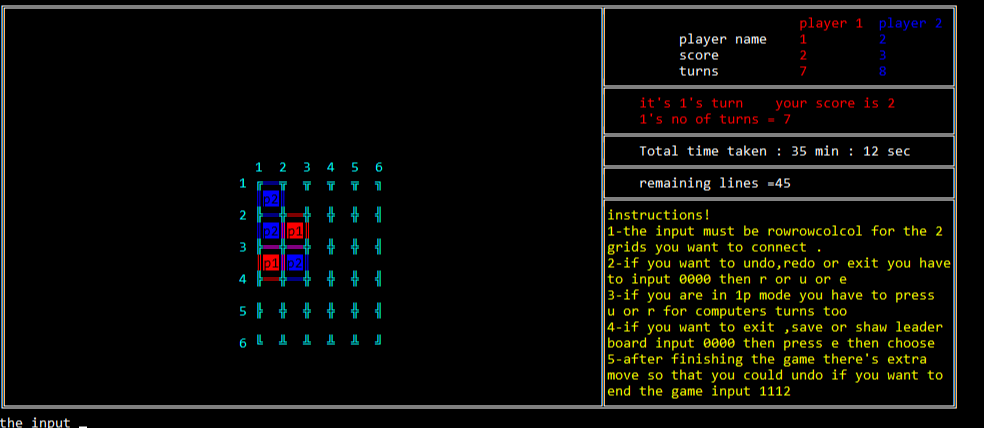 player 1 player 2
player name 1 2
score 2 3
turns 7 8
it's 1's turn your score is 2
1's no of turns = 7
Total time taken : 35 min : 12 sec
remaining lines =45
1 2 3 4 5 6
1
p2
2
p2 p1
3
p1 p2
4
5
6
instructions!
1-the input must be rowrowcolcol for the 2
grids you want to connect .
2-if you want to undo,redo or exit you have
to input 0000 then r or u or e
3-if you are in 1p mode you have to press
u or r for computers turns too
4-if you want to exit ,save or shaw leader
board input 0000 then press e then choose
5-after finishing the game there's extra
move so that you could undo if you want to
end the game input 1112
the input _